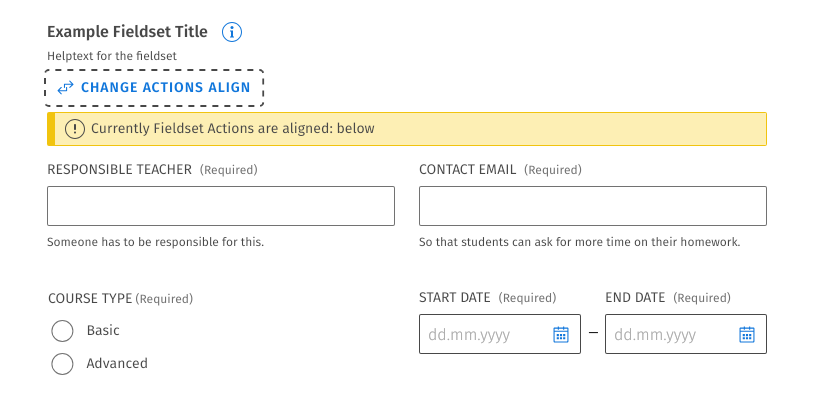 Example Fieldset Title
Helptext for the fieldset
CHANGE ACTIONS ALIGN
Currently Fieldset Actions are aligned: below
RESPONSIBLE TEACHER (Required)
CONTACT EMAIL (Required)
Someone has to be responsible for this.
So that students can ask for more time on their homework.
COURSE TYPE (Required)
START DATE (Required)
END DATE (Required)
Basic
dd.mm.yyyy – dd.mm.yyyy
Advanced